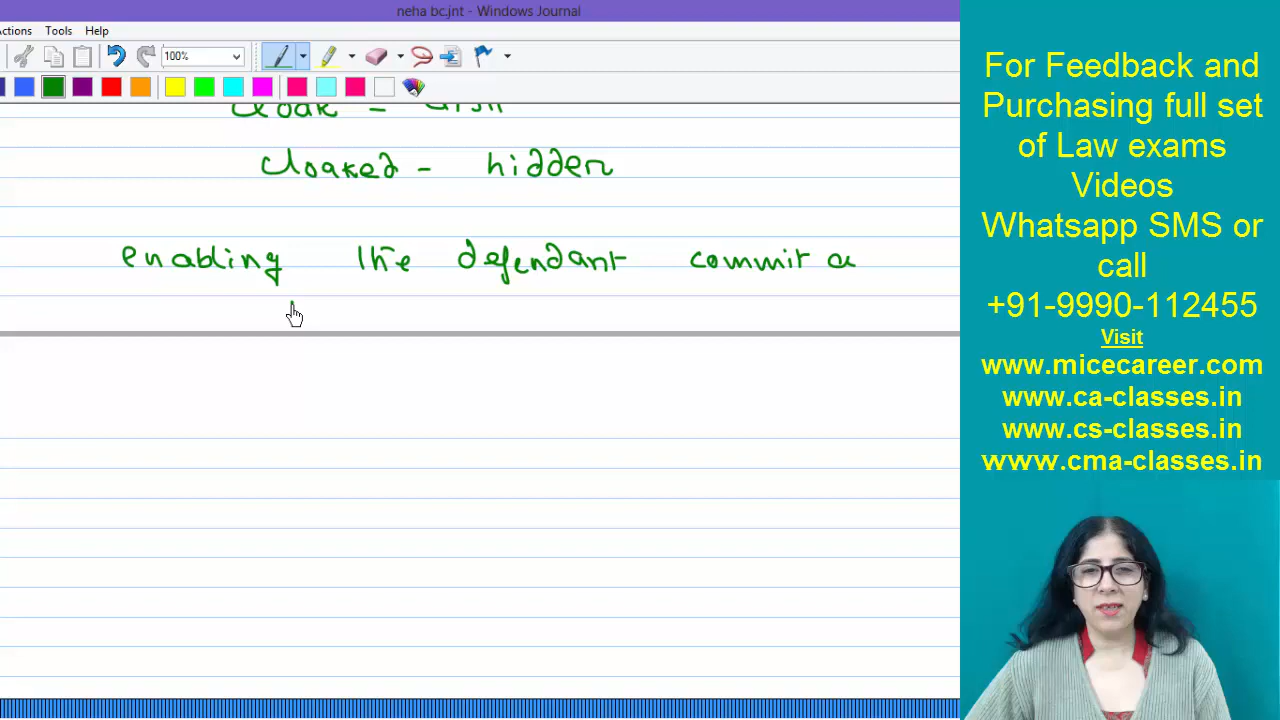 neha bc.jnt - Windows Journal
Actions Tools Help
100%
cloak =
cloaked - hidden
enabling the defendant commit a
For Feedback and
Purchasing full set
of Law exams
Videos
Whatsapp SMS or
call
+91-9990-112455
Visit
www.micecareer.com
www.ca-classes.in
www.cs-classes.in
www.cma-classes.in